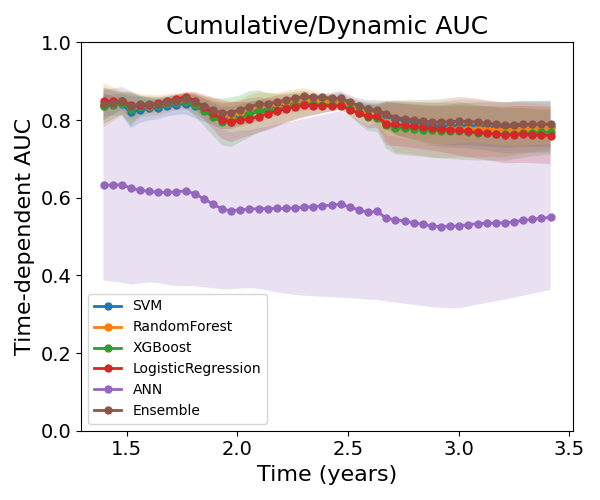 Cumulative/Dynamic AUC
Time-dependent AUC
1.0
0.8
0.6
0.4
0.2
0.0
SVM
RandomForest
XGBoost
LogisticRegression
ANN
Ensemble
1.5
2.0
2.5
3.0
3.5
Time (years)